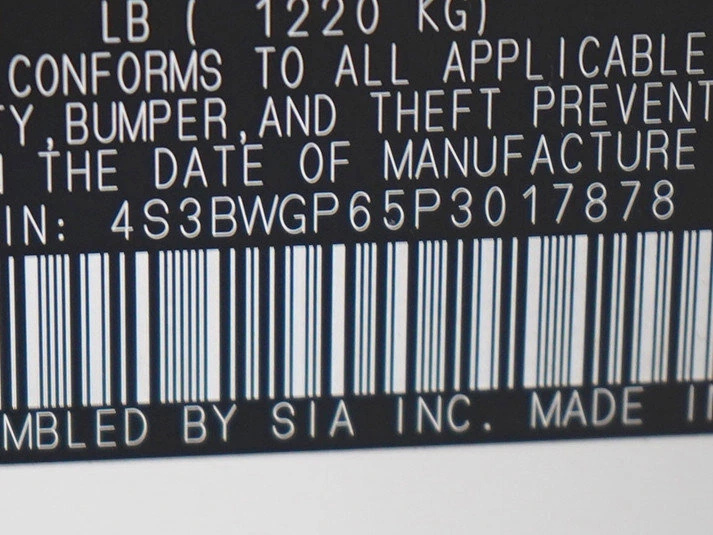 LB ( 1220 KG)
CONFORMS TO ALL APPLICABLE
Y,BUMPER,AND THEFT PREVENT
THE DATE OF MANUFACTURE
IN: 4S3BWGP65P3017878
MBLED BY SIA INC. MADE I